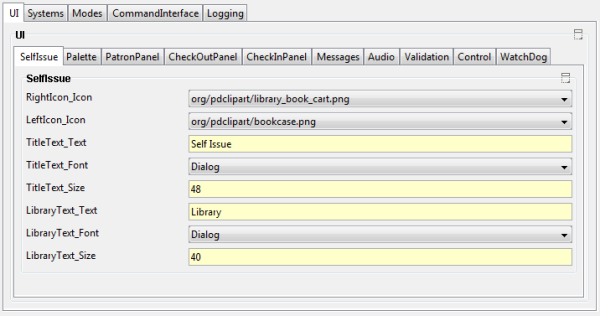 UI Systems Modes CommandInterface Logging
UI
SelfIssue Palette PatronPanel CheckOutPanel CheckInPanel Messages Audio Validation Control WatchDog
SelfIssue
RightIcon_Icon org/pdclipart/library_book_cart.png
LeftIcon_Icon org/pdclipart/bookcase.png
TitleText_Text Self Issue
TitleText_Font Dialog
TitleText_Size 48
LibraryText_Text Library
LibraryText_Font Dialog
LibraryText_Size 40